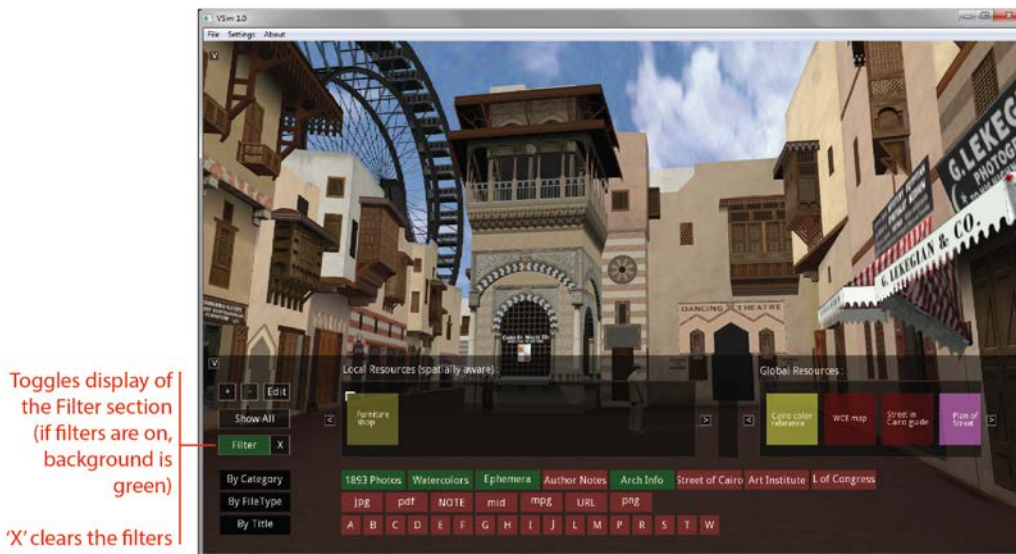 VSim 1.0
File Settings About
V
G. LEKEGIAN
PHOTOGR
G. LEKEGIAN & CO.
DANCING THEATRE
V
Local Resources (spatially aware) :
Global Resources :
+ - Edit
Show All
Filter X
<
Furniture
shop
>
<
Cairo color
reference
WCE map
Street in
Cairo guide
Plan of
Street
>
By Category
1893 Photos Watercolors Ephemera Author Notes Arch Info Street of Cairo Art Institute L of Congress
By FileType
jpg pdf NOTE mid mpg URL png
By Title
A B C D E F G H I J L M P R S T W
Toggles display of
the Filter section
(if filters are on,
background is
green)
'X' clears the filters